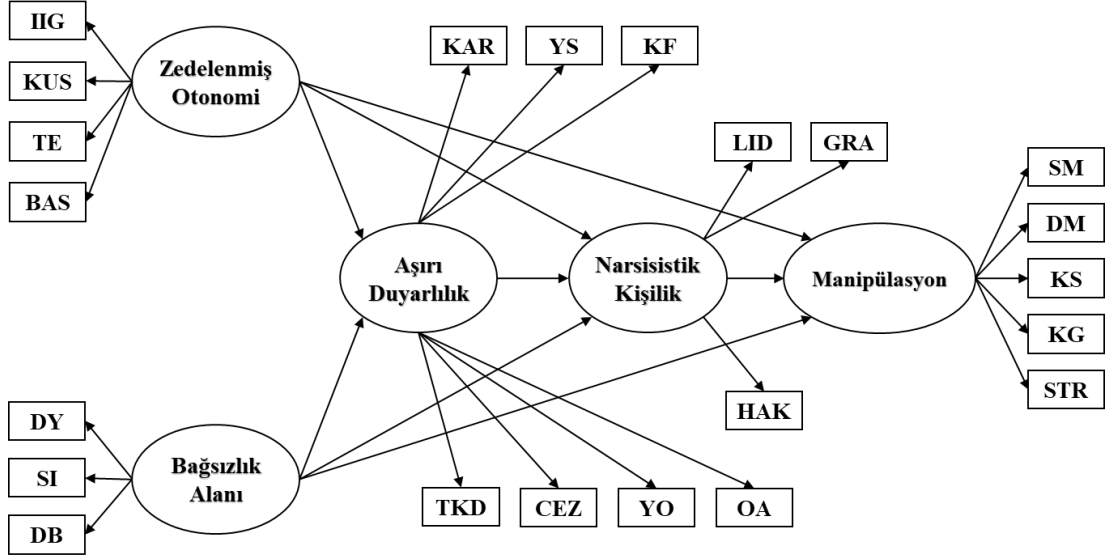 IIG
KUS
TE
BAS
Zedelenmiş
Otonomi
KAR
YS
KF
LID
GRA
Aşırı
Duyarlılık
Narsisistik
Kişilik
Manipülasyon
SM
DM
KS
KG
STR
HAK
DY
SI
DB
Bağsızlık
Alanı
TKD
CEZ
YO
OA